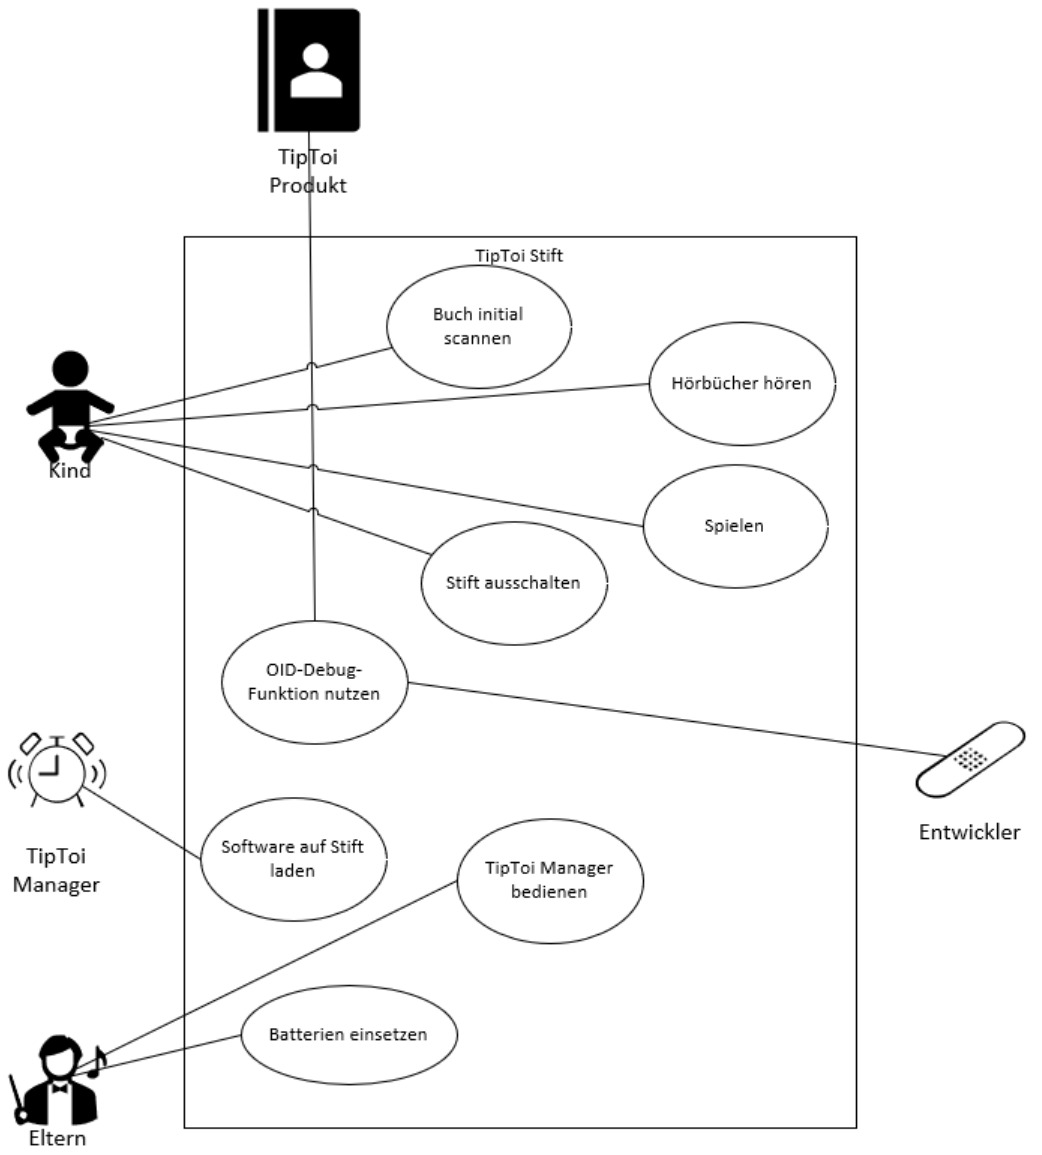 TipToi
Produkt
TipToi Stift
Buch initial
scannen
Hörbücher hören
Kind
Spielen
Stift ausschalten
OID-Debug-
Funktion nutzen
Entwickler
TipToi
Manager
Software auf Stift
laden
TipToi Manager
bedienen
Batterien einsetzen
Eltern